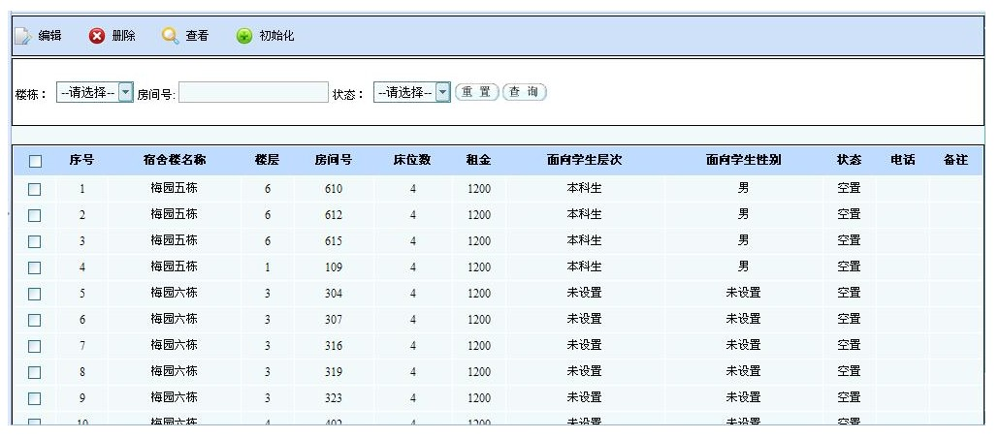 编辑 删除 查看 初始化
楼栋： --请选择-- 房间号: 状态： --请选择-- 重 置 查 询
序号 宿舍楼名称 楼层 房间号 床位数 租金 面向学生层次 面向学生性别 状态 电话 备注
1 梅园五栋 6 610 4 1200 本科生 男 空置
2 梅园五栋 6 612 4 1200 本科生 男 空置
3 梅园五栋 6 615 4 1200 本科生 男 空置
4 梅园五栋 1 109 4 1200 本科生 男 空置
5 梅园六栋 3 304 4 1200 未设置 未设置 空置
6 梅园六栋 3 307 4 1200 未设置 未设置 空置
7 梅园六栋 3 316 4 1200 未设置 未设置 空置
8 梅园六栋 3 319 4 1200 未设置 未设置 空置
9 梅园六栋 3 323 4 1200 未设置 未设置 空置
10 梅园六栋 4 402 4 1200 未设置 未设置 空置